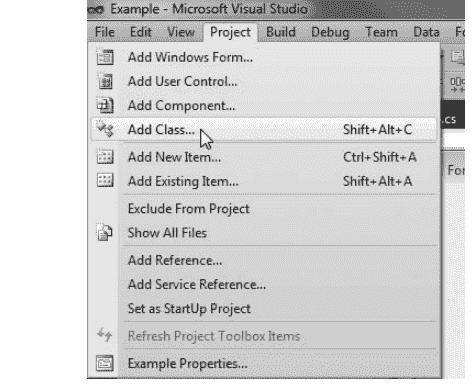 Example - Microsoft Visual Studio
File Edit View Project Build Debug Team Data
Add Windows Form...
Add User Control...
Add Component...
Add Class... Shift+Alt+C
.cs
Add New Item... Ctrl+Shift+A
Add Existing Item... Shift+Alt+A
Exclude From Project
Show All Files
Add Reference...
Add Service Reference...
Set as StartUp Project
Refresh Project Toolbox Items
Example Properties...